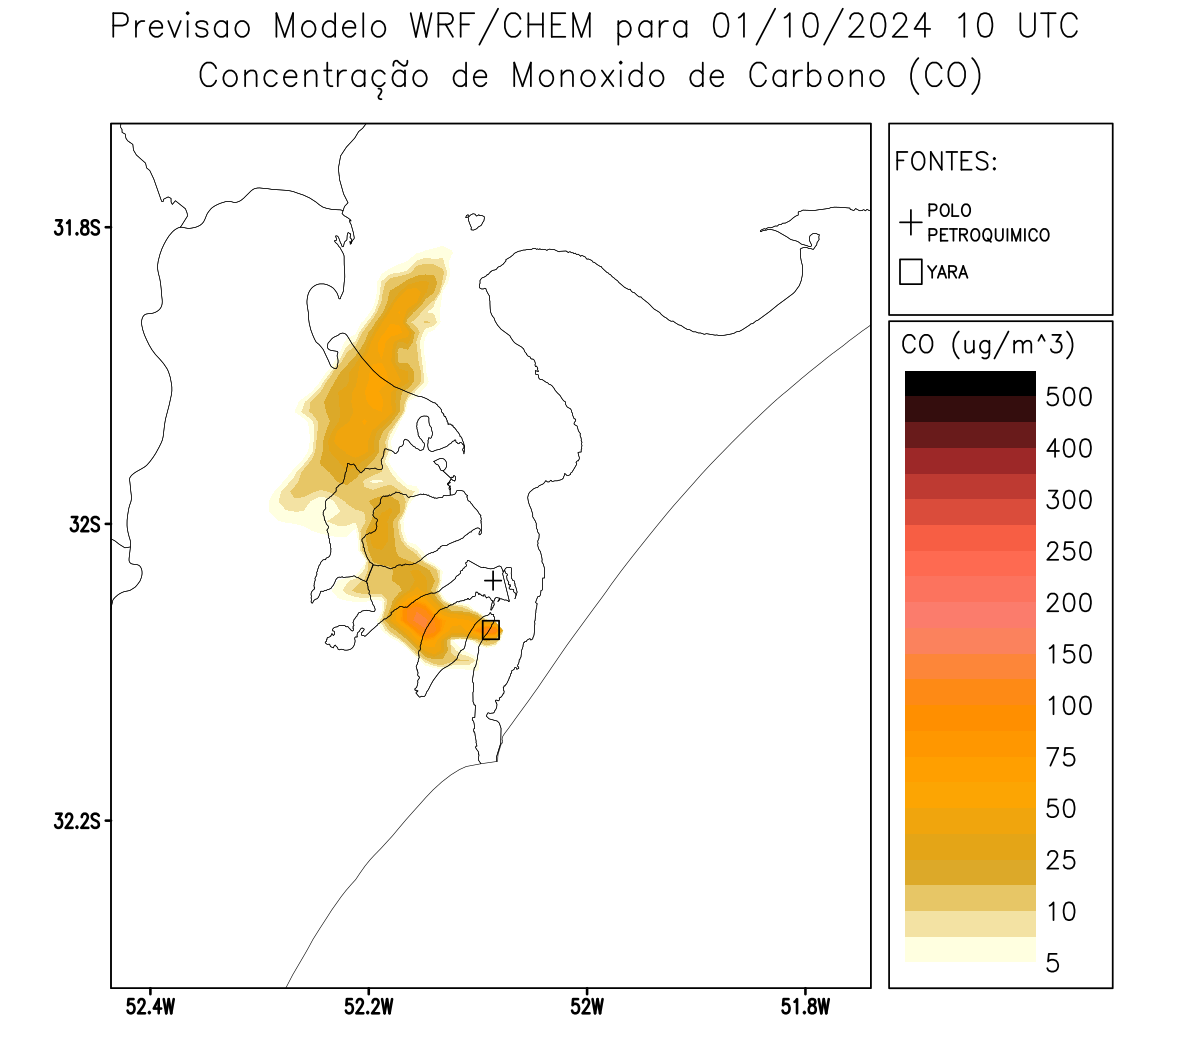 Previsao Modelo WRF/CHEM para 01/10/2024 10 UTC
Concentração de Monoxido de Carbono (CO)
FONTES:
POLO
PETROQUIMICO
YARA
CO (ug/m^3)
500
400
300
250
200
150
100
75
50
25
10
5
31.8S
32S
32.2S
52.4W
52.2W
52W
51.8W